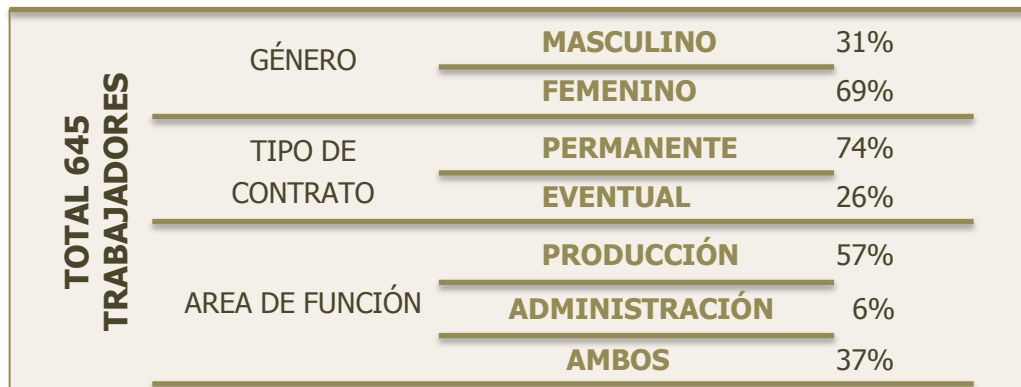 TOTAL 645
TRABAJADORES
GÉNERO
MASCULINO 31%
FEMENINO 69%
TIPO DE
CONTRATO
PERMANENTE 74%
EVENTUAL 26%
AREA DE FUNCIÓN
PRODUCCIÓN 57%
ADMINISTRACIÓN 6%
AMBOS 37%